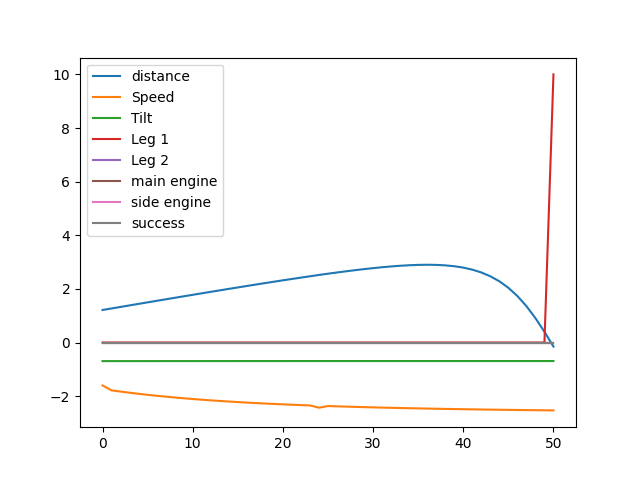 10
8
6
4
2
0
−2
distance
Speed
Tilt
Leg 1
Leg 2
main engine
side engine
success
0
10
20
30
40
50